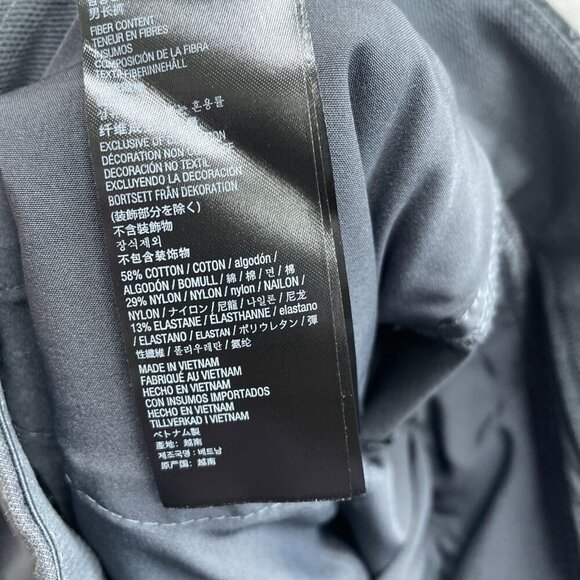 男长裤
FIBER CONTENT
TENEUR EN FIBRES
INSUMOS
COMPOSICIÓN DE LA FIBRA
TEXTILFIBERINNEHÅLL
혼용률
纤维
EXCLUSIVE OF
DÉCORATION NON
DECORACIÓN NO TEXTIL
EXCLUYENDO LA DECORACIÓN
BORTSETT FRÅN DEKORATION
(装飾部分を除く)
不含裝飾物
장식제외
不包含装饰物
58% COTTON / COTON / algodón /
ALGODÓN / BOMULL / 綿 / 棉 / 면 / 棉
29% NYLON / NYLON / nylon / NAILON /
NYLON / ナイロン / 尼龍 / 나일론 / 尼龙
13% ELASTANE / ÉLASTHANNE / elastano
/ ELASTANO / ELASTAN / ポリウレタン / 彈
性纖維 / 폴리우레탄 / 氨纶
MADE IN VIETNAM
FABRIQUÉ AU VIETNAM
HECHO EN VIETNAM
CON INSUMOS IMPORTADOS
HECHO EN VIETNAM
TILLVERKAD I VIETNAM
ベトナム製
產地: 越南
제조국명: 베트남
原产国: 越南